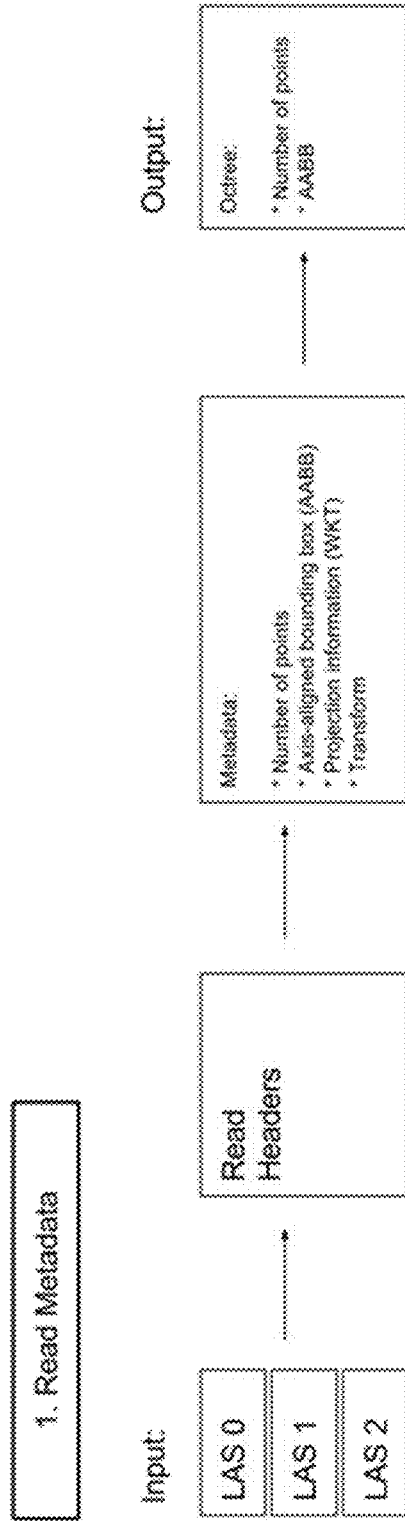 1. Read Metadata
Input:
LAS 0
LAS 1
LAS 2
Read
Headers
Metadata:
* Number of points
* Axis-aligned bounding box (AABB)
* Projection information (WKT)
* Transform
Output:
Octree:
* Number of points
* AABB